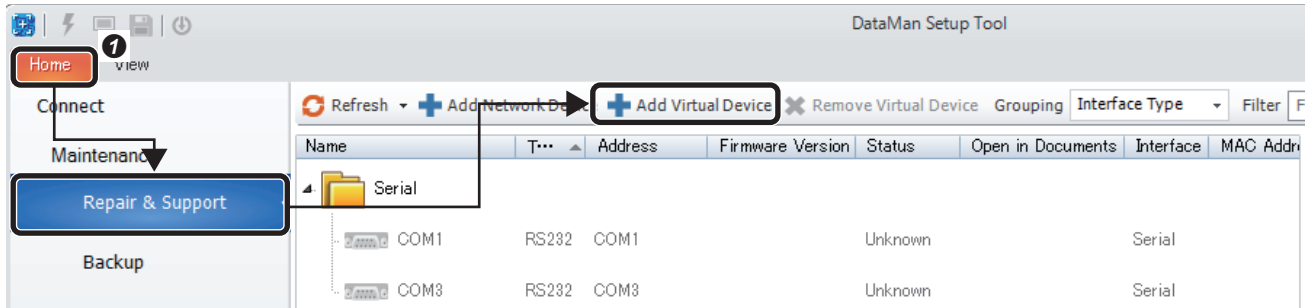 DataMan Setup Tool
1
Home View
Connect
Refresh Add Network Device Add Virtual Device Remove Virtual Device Grouping Interface Type Filter F
Maintenance
Name T... Address Firmware Version Status Open in Documents Interface MAC Addr
Serial
Repair & Support
COM1 RS232 COM1 Unknown Serial
Backup
COM3 RS232 COM3 Unknown Serial